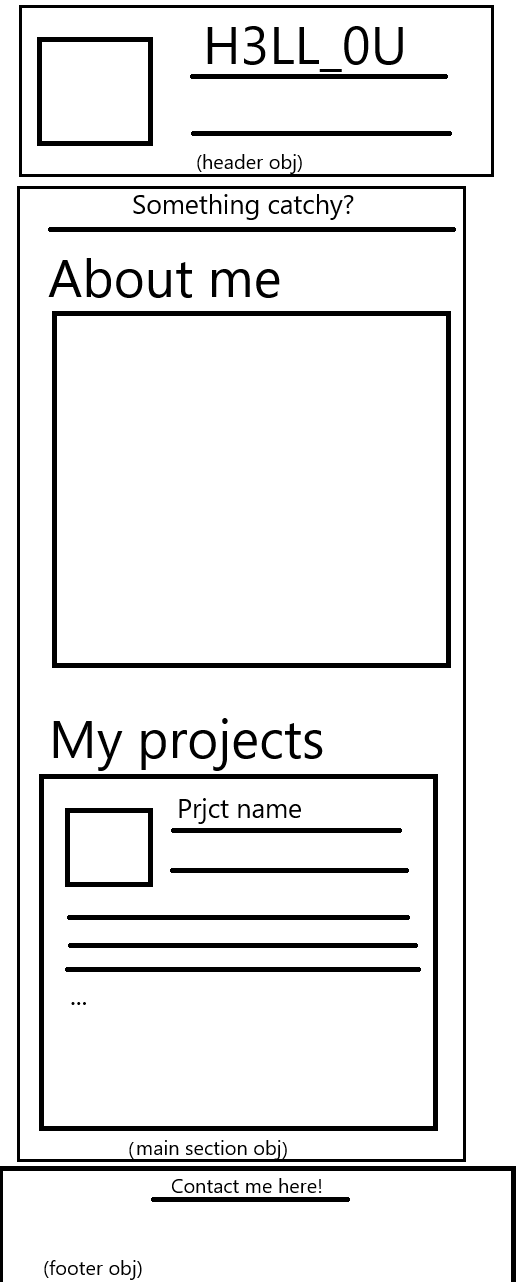 H3LL_0U
(header obj)
Something catchy?
About me
My projects
Prjct name
...
(main section obj)
Contact me here!
(footer obj)